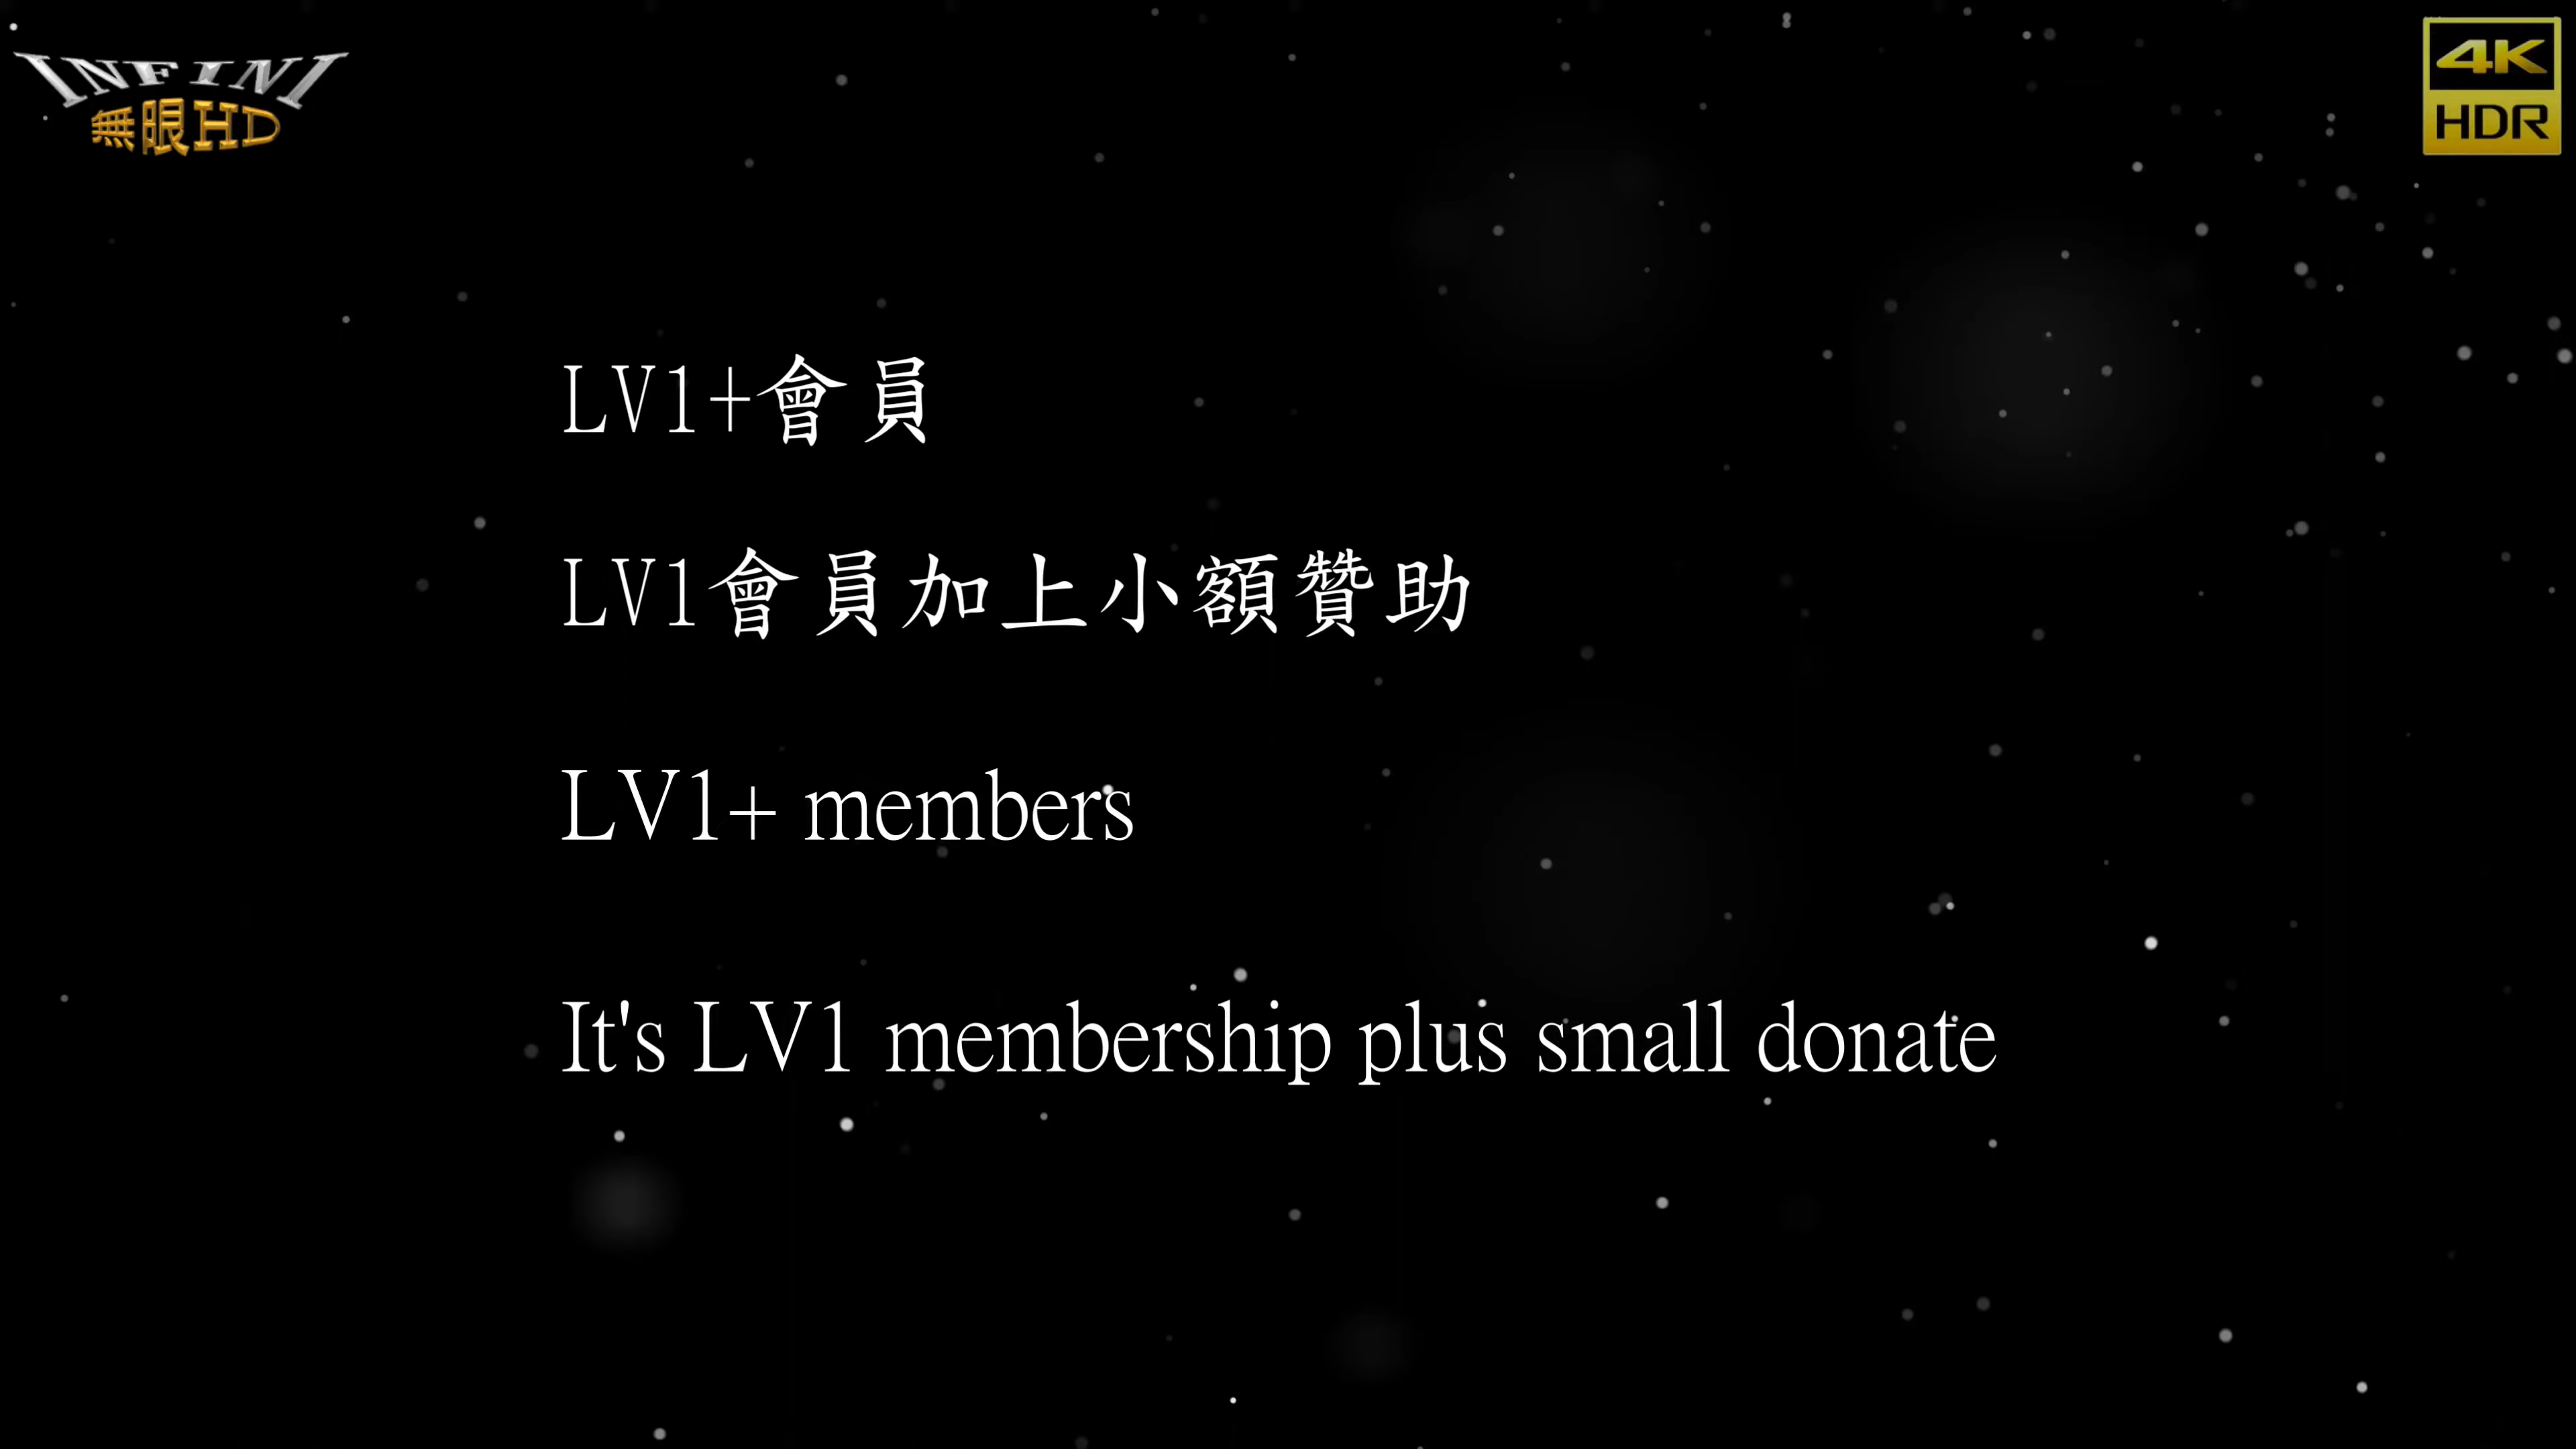 INFINI
無限HD
4K
HDR
LV1+會員
LV1會員加上小額贊助
LV1+ members
It's LV1 membership plus small donate